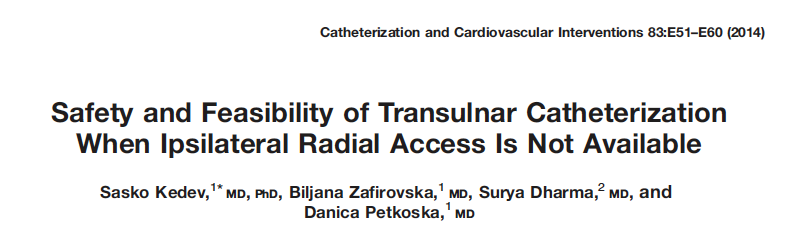 Catheterization and Cardiovascular Interventions 83:E51–E60 (2014)
Safety and Feasibility of Transulnar Catheterization
When Ipsilateral Radial Access Is Not Available
Sasko Kedev,1* MD, PhD, Biljana Zafirovska,1 MD, Surya Dharma,2 MD, and
Danica Petkoska,1 MD